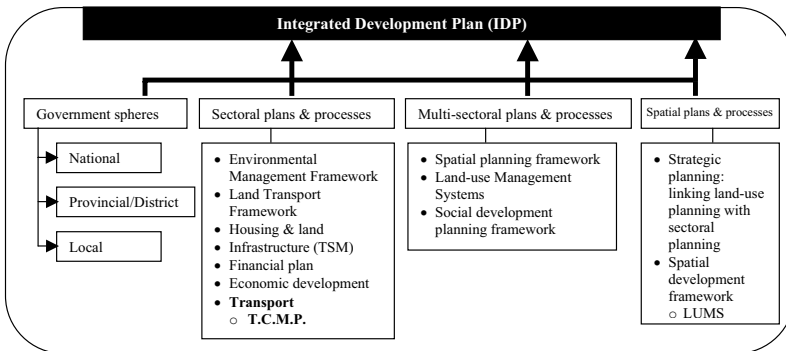 Integrated Development Plan (IDP)
Government spheres
National
Provincial/District
Local
Sectoral plans & processes
• Environmental
Management Framework
• Land Transport
Framework
• Housing & land
• Infrastructure (TSM)
• Financial plan
• Economic development
• Transport
o T.C.M.P.
Multi-sectoral plans & processes
• Spatial planning framework
• Land-use Management
Systems
• Social development
planning framework
Spatial plans & processes
• Strategic
planning:
linking land-use
planning with
sectoral
planning
• Spatial
development
framework
o LUMS